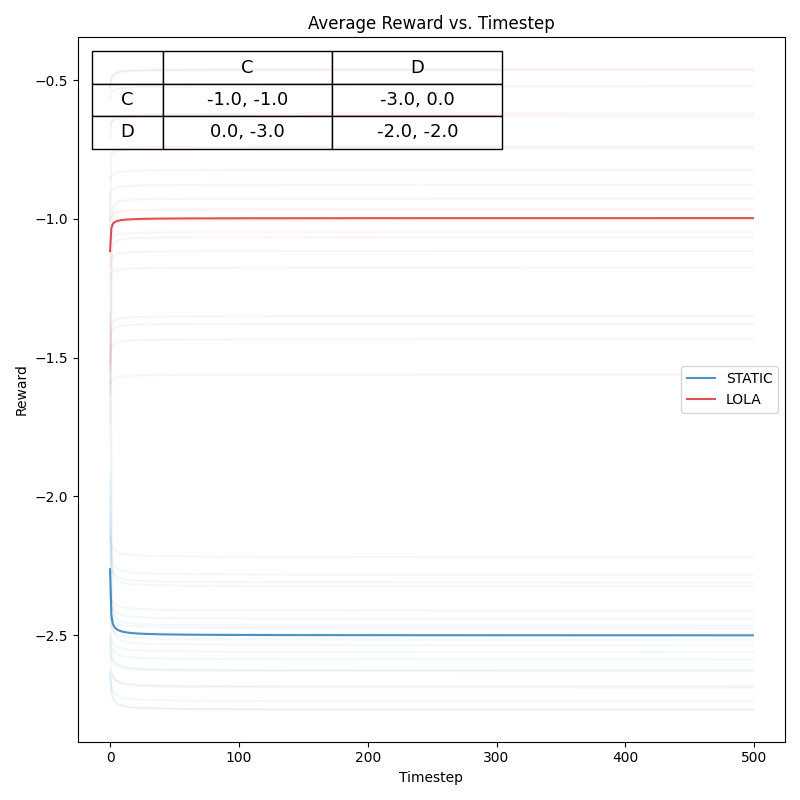 Average Reward vs. Timestep
C D
C -1.0, -1.0 -3.0, 0.0
D 0.0, -3.0 -2.0, -2.0
−0.5
−1.0
−1.5
−2.0
−2.5
Reward
STATIC
LOLA
0 100 200 300 400 500
Timestep